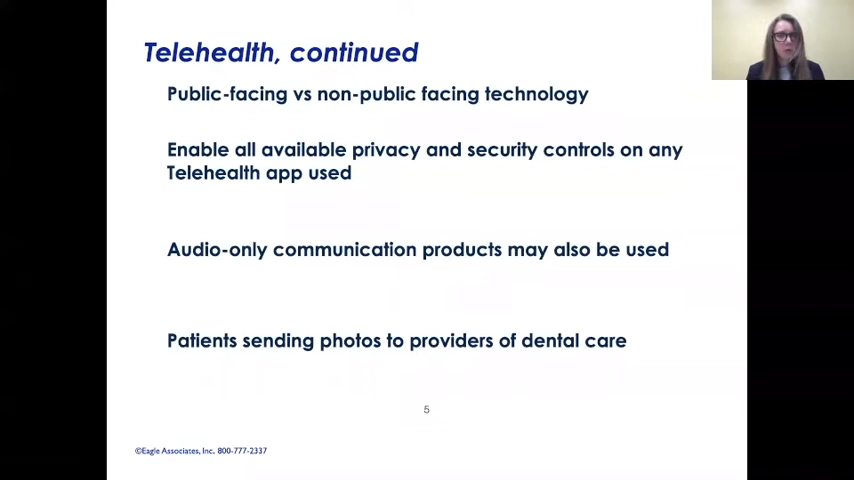 Telehealth, continued
Public-facing vs non-public facing technology
Enable all available privacy and security controls on any
Telehealth app used
Audio-only communication products may also be used
Patients sending photos to providers of dental care
5
©Eagle Associates, Inc. 800-777-2337